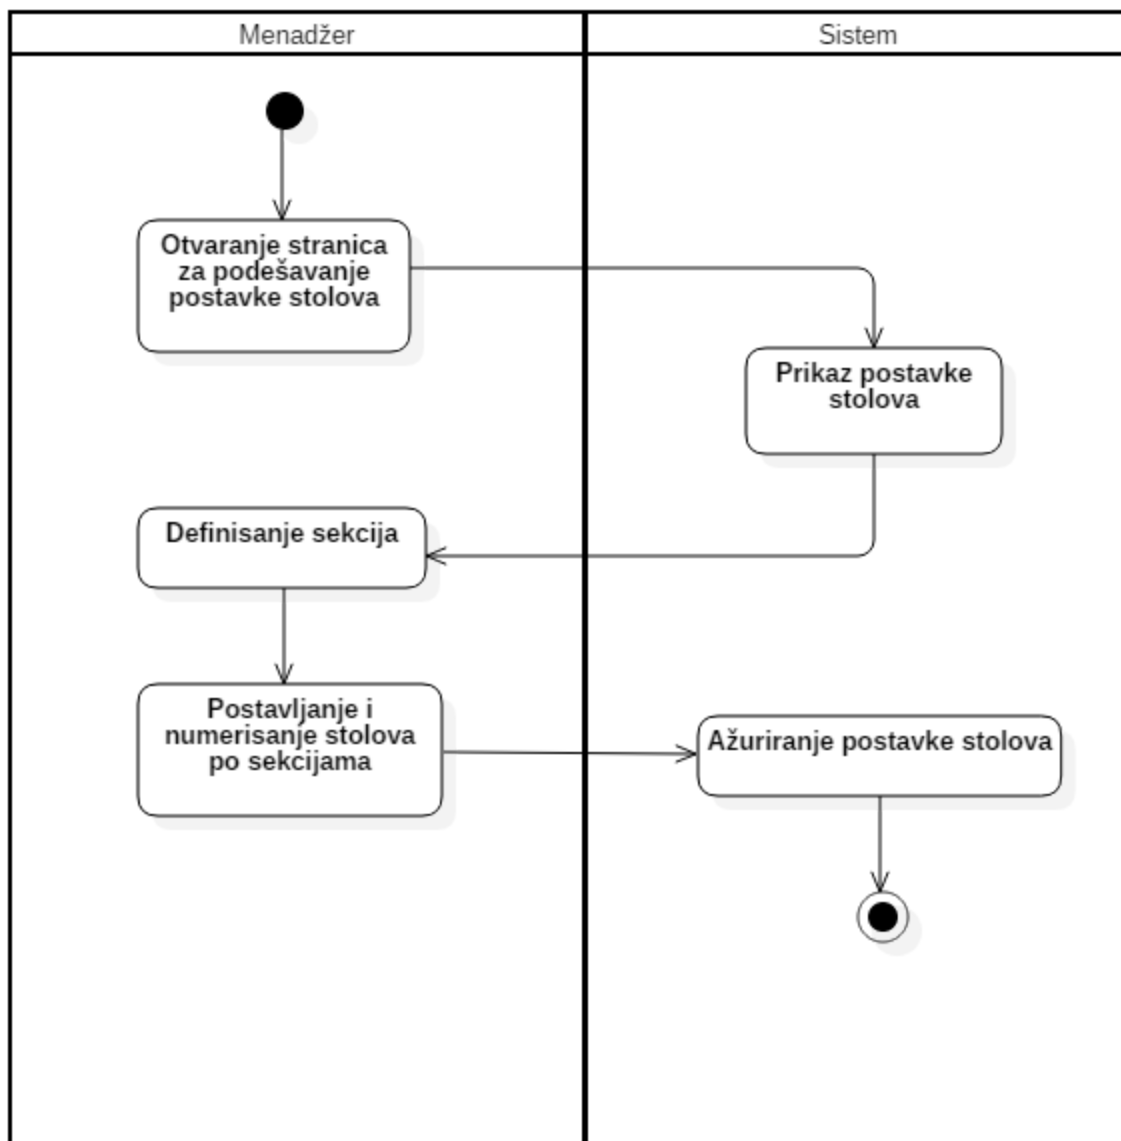 Menadžer
Sistem
Otvaranje stranica
za podešavanje
postavke stolova
Prikaz postavke
stolova
Definisanje sekcija
Postavljanje i
numerisanje stolova
po sekcijama
Ažuriranje postavke stolova